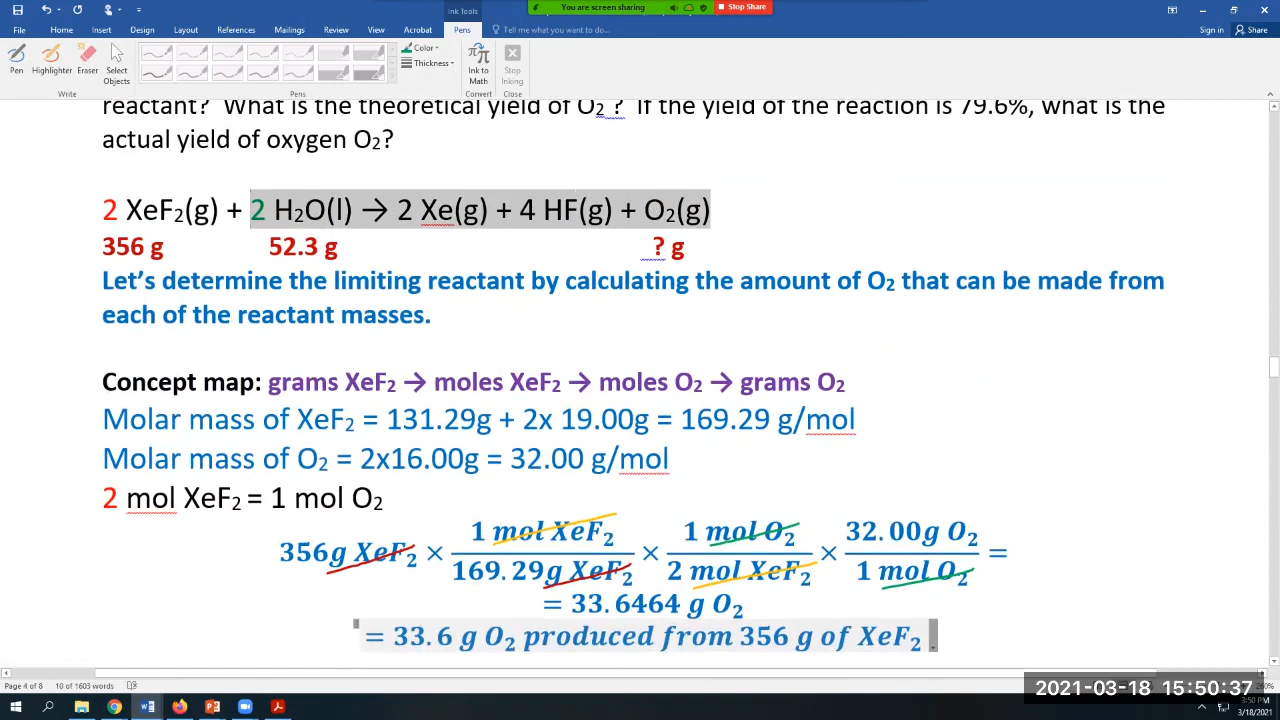 Ink Tools
You are screen sharing
Stop Share
File Home Insert Design Layout References Mailings Review View Acrobat Pens Tell me what you want to do... Sign in Share
Color
Thickness
Pen Highlighter Eraser Select Objects Ink to Math Stop Inking
Write Pens Convert Close
reactant? What is the theoretical yield of O₂ ? If the yield of the reaction is 79.6%, what is the
actual yield of oxygen O₂?
2 XeF₂(g) + 2 H₂O(l) → 2 Xe(g) + 4 HF(g) + O₂(g)
356 g 52.3 g ? g
Let's determine the limiting reactant by calculating the amount of O₂ that can be made from
each of the reactant masses.
Concept map: grams XeF₂ → moles XeF₂ → moles O₂ → grams O₂
Molar mass of XeF₂ = 131.29g + 2x 19.00g = 169.29 g/mol
Molar mass of O₂ = 2x16.00g = 32.00 g/mol
2 mol XeF₂ = 1 mol O₂
1 mol XeF₂ 1 mol O₂ 32.00g O₂
356g XeF₂ × × × =
169.29g XeF₂ 2 mol XeF₂ 1 mol O₂
= 33.6464 g O₂
= 33.6 g O₂ produced from 356 g of XeF₂
Page 4 of 8 10 of 1603 words 260%
2021-03-18 15:50:37
3:50 PM
3/18/2021